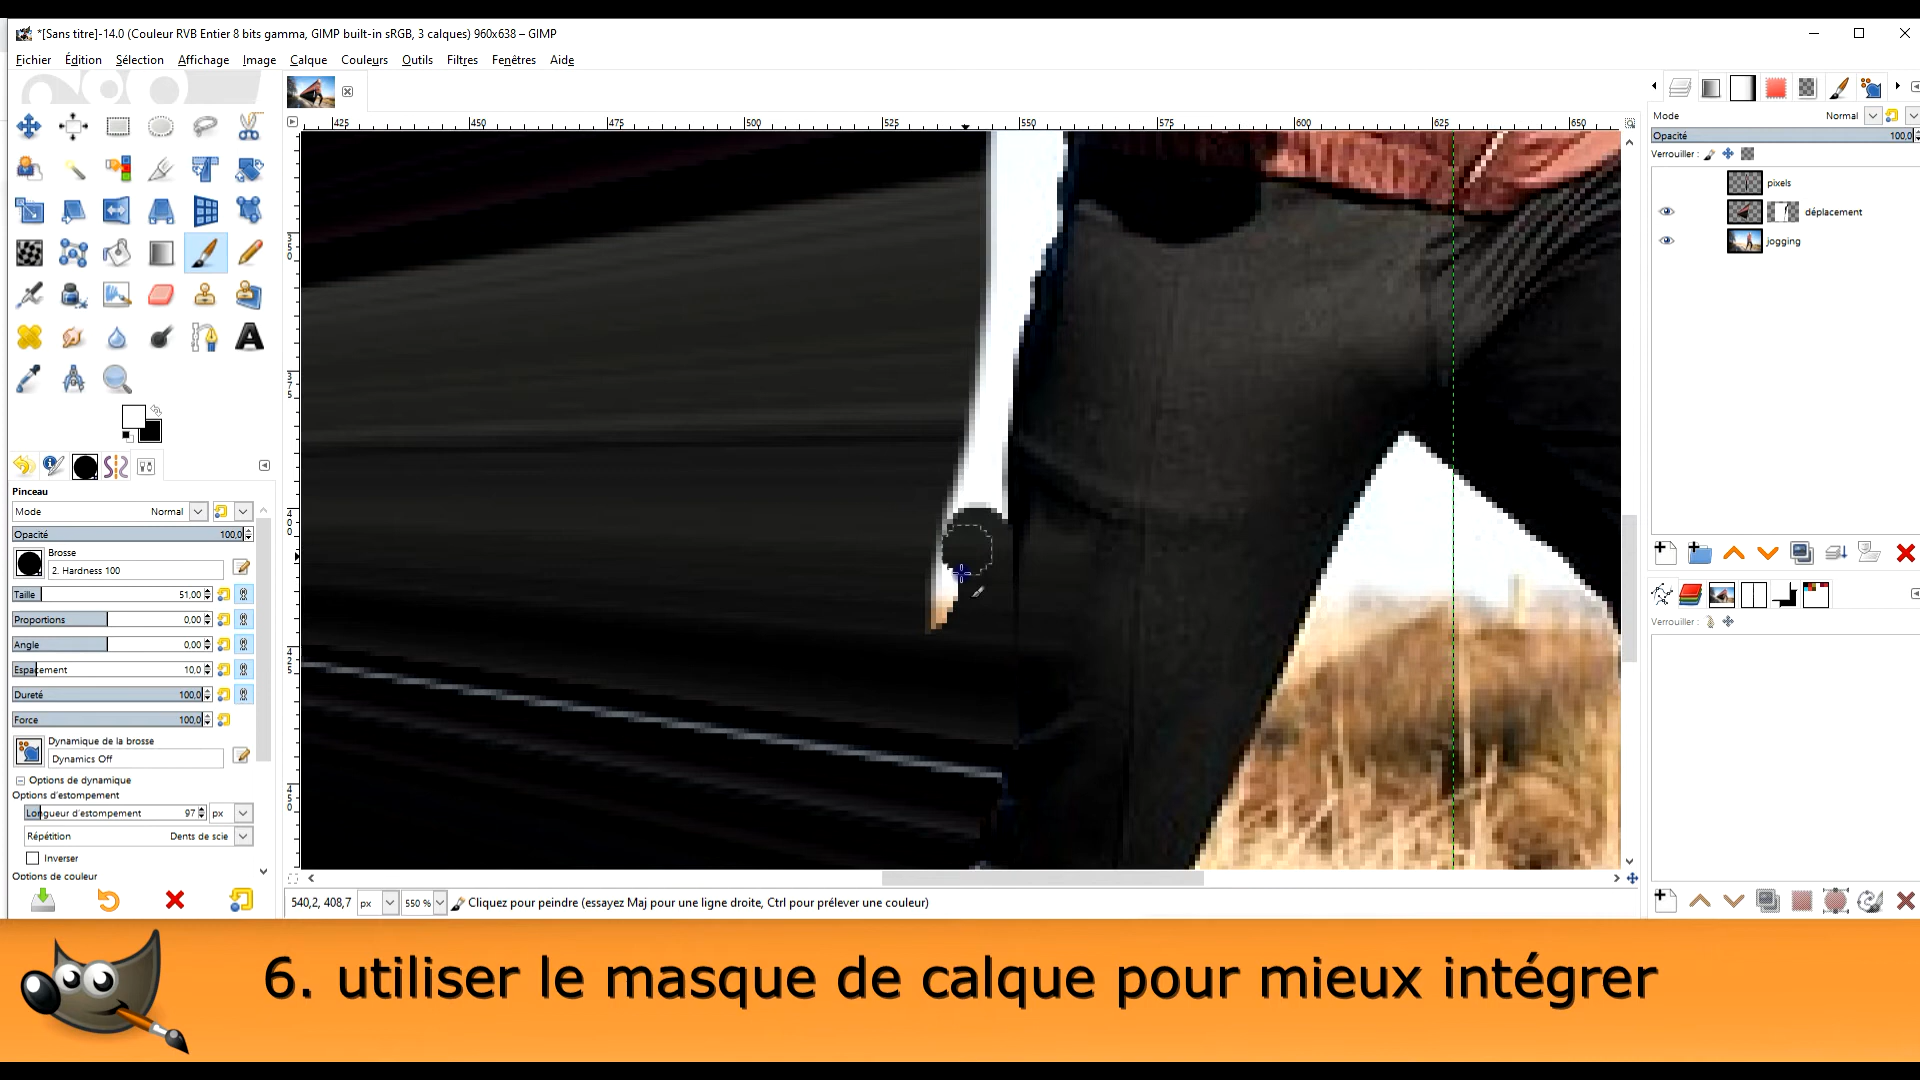 *[Sans titre]-14.0 (Couleur RVB Entier 8 bits gamma, GIMP built-in sRGB, 3 calques) 960x638 – GIMP
Fichier Édition Sélection Affichage Image Calque Couleurs Outils Filtres Fenêtres Aide
425 450 475 500 525 550 575 600 625 650
350
375
400
425
450
Pinceau
Mode Normal
Opacité 100,0
Brosse
2. Hardness 100
Taille 51,00
Proportions 0,00
Angle 0,00
Espacement 10,0
Dureté 100,0
Force 100,0
Dynamique de la brosse
Dynamics Off
Options de dynamique
Options d'estompement
Longueur d'estompement 97 px
Répétition Dents de scie
Inverser
Options de couleur
540,2, 408,7 px 550 % Cliquez pour peindre (essayez Maj pour une ligne droite, Ctrl pour prélever une couleur)
Mode Normal
Opacité 100,0
Verrouiller :
pixels
déplacement
jogging
Verrouiller :
6. utiliser le masque de calque pour mieux intégrer